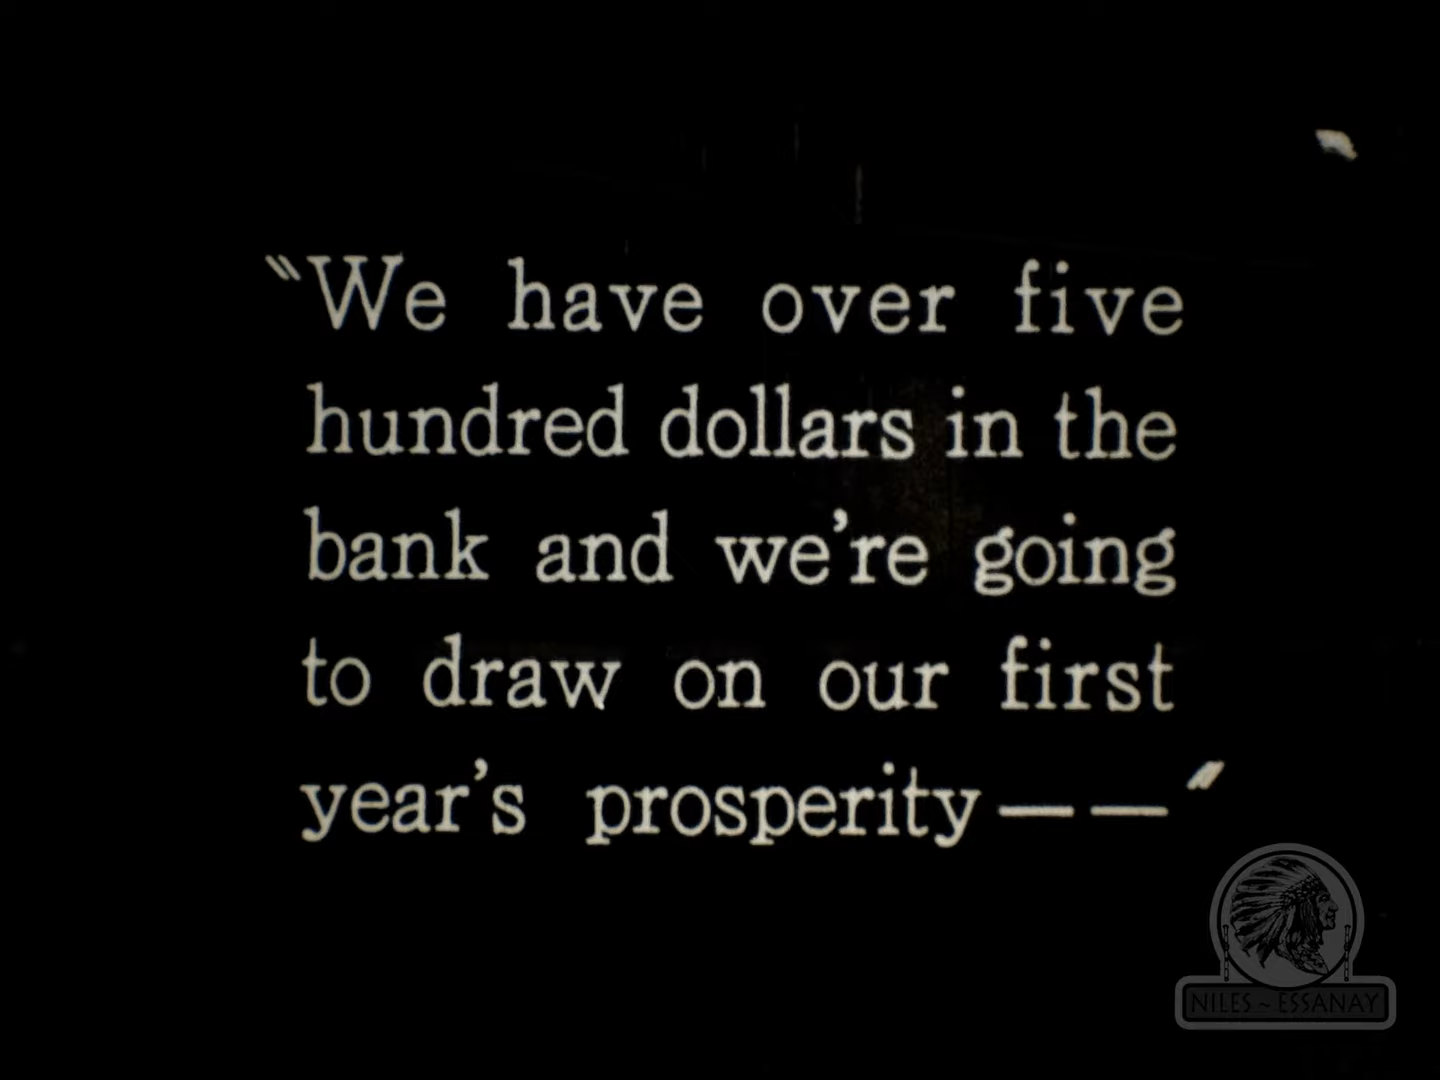 "We have over five
hundred dollars in the
bank and we're going
to draw on our first
year's prosperity — —"
NILES ~ ESSANAY